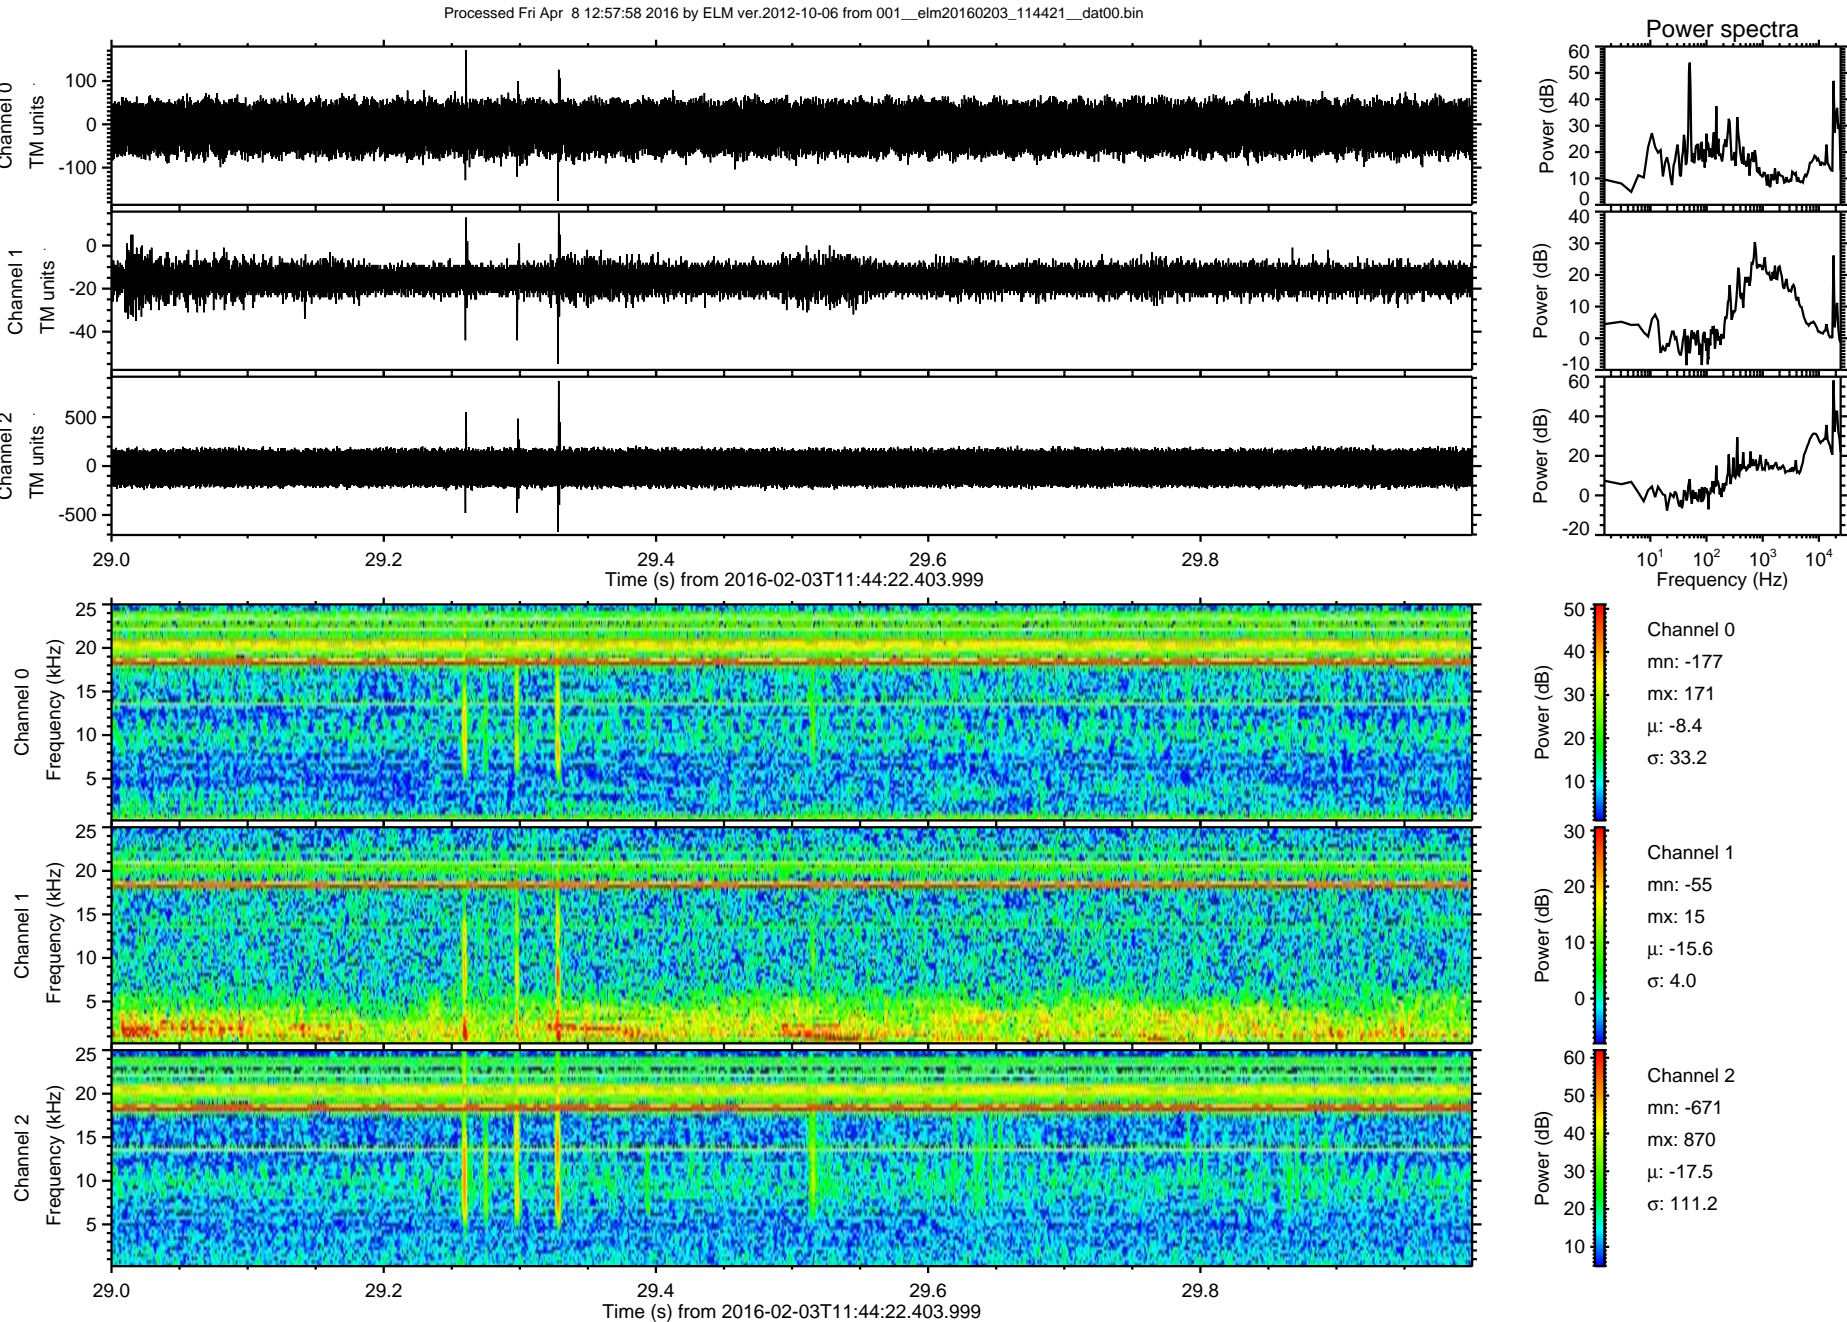 Processed Fri Apr  8 12:57:58 2016 by ELM ver.2012-10-06 from 001__elm20160203_114421__dat00.bin
Power spectra
Channel 0
TM units
100
0
-100
Power (dB)
60
50
40
30
20
10
0
Channel 1
TM units
0
-20
-40
Power (dB)
40
30
20
10
0
-10
Channel 2
TM units
500
0
-500
Power (dB)
60
40
20
0
-20
29.0 29.2 29.4 29.6 29.8
Time (s) from 2016-02-03T11:44:22.403.999
10^1 10^2 10^3 10^4
Frequency (Hz)
Channel 0
Frequency (kHz)
25
20
15
10
5
Power (dB)
50
40
30
20
10
Channel 0
mn: -177
mx: 171
μ: -8.4
σ: 33.2
Channel 1
Frequency (kHz)
25
20
15
10
5
Power (dB)
30
20
10
0
Channel 1
mn: -55
mx: 15
μ: -15.6
σ: 4.0
Channel 2
Frequency (kHz)
25
20
15
10
5
Power (dB)
60
50
40
30
20
10
Channel 2
mn: -671
mx: 870
μ: -17.5
σ: 111.2
29.0 29.2 29.4 29.6 29.8
Time (s) from 2016-02-03T11:44:22.403.999